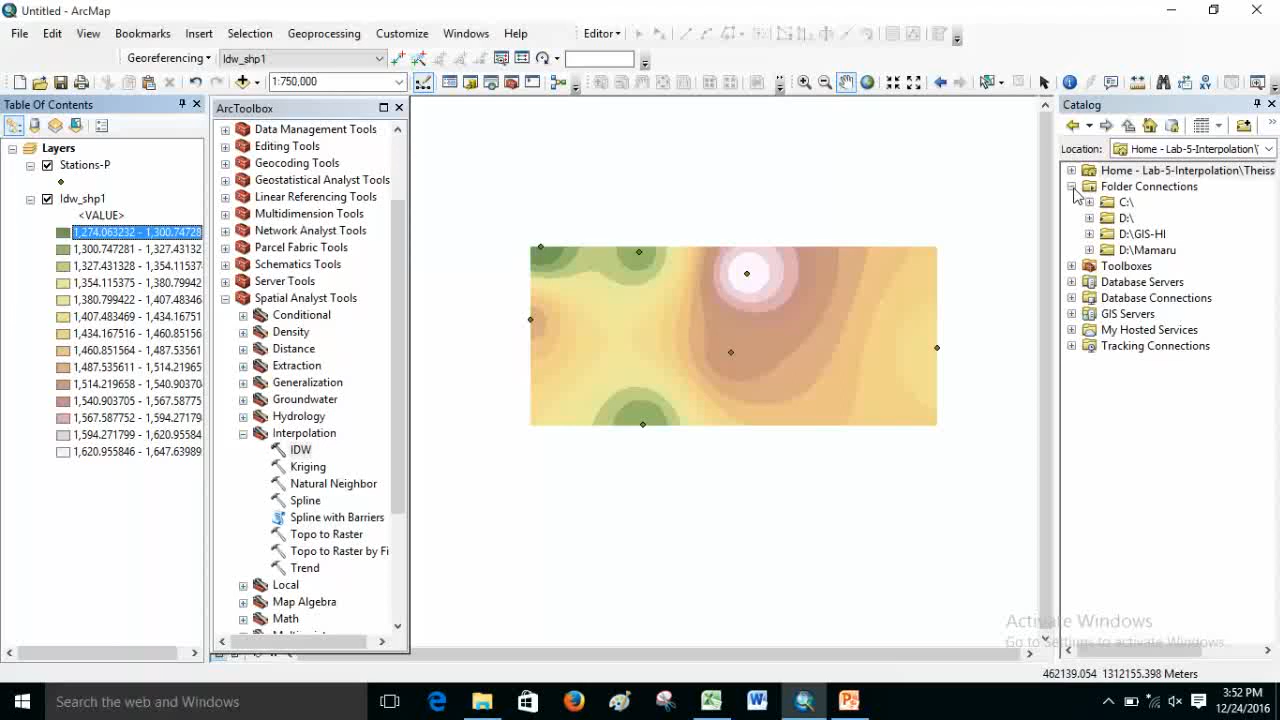 Untitled - ArcMap
File Edit View Bookmarks Insert Selection Geoprocessing Customize Windows Help Editor
Georeferencing Idw_shp1
1:750,000
Table Of Contents
Layers
Stations-P
Idw_shp1
<VALUE>
1,274.063232 - 1,300.74728
1,300.747281 - 1,327.43132
1,327.431328 - 1,354.11537
1,354.115375 - 1,380.79942
1,380.799422 - 1,407.48346
1,407.483469 - 1,434.16751
1,434.167516 - 1,460.85156
1,460.851564 - 1,487.53561
1,487.535611 - 1,514.21965
1,514.219658 - 1,540.90370
1,540.903705 - 1,567.58775
1,567.587752 - 1,594.27179
1,594.271799 - 1,620.95584
1,620.955846 - 1,647.63989
ArcToolbox
Data Management Tools
Editing Tools
Geocoding Tools
Geostatistical Analyst Tools
Linear Referencing Tools
Multidimension Tools
Network Analyst Tools
Parcel Fabric Tools
Schematics Tools
Server Tools
Spatial Analyst Tools
Conditional
Density
Distance
Extraction
Generalization
Groundwater
Hydrology
Interpolation
IDW
Kriging
Natural Neighbor
Spline
Spline with Barriers
Topo to Raster
Topo to Raster by Fi
Trend
Local
Map Algebra
Math
Catalog
Location: Home - Lab-5-Interpolation\
Home - Lab-5-Interpolation\Theiss
Folder Connections
C:\
D:\
D:\GIS-HI
D:\Mamaru
Toolboxes
Database Servers
Database Connections
GIS Servers
My Hosted Services
Tracking Connections
Activate Windows
Go to Settings to activate Windows.
462139.054 1312155.398 Meters
Search the web and Windows
3:52 PM
12/24/2016